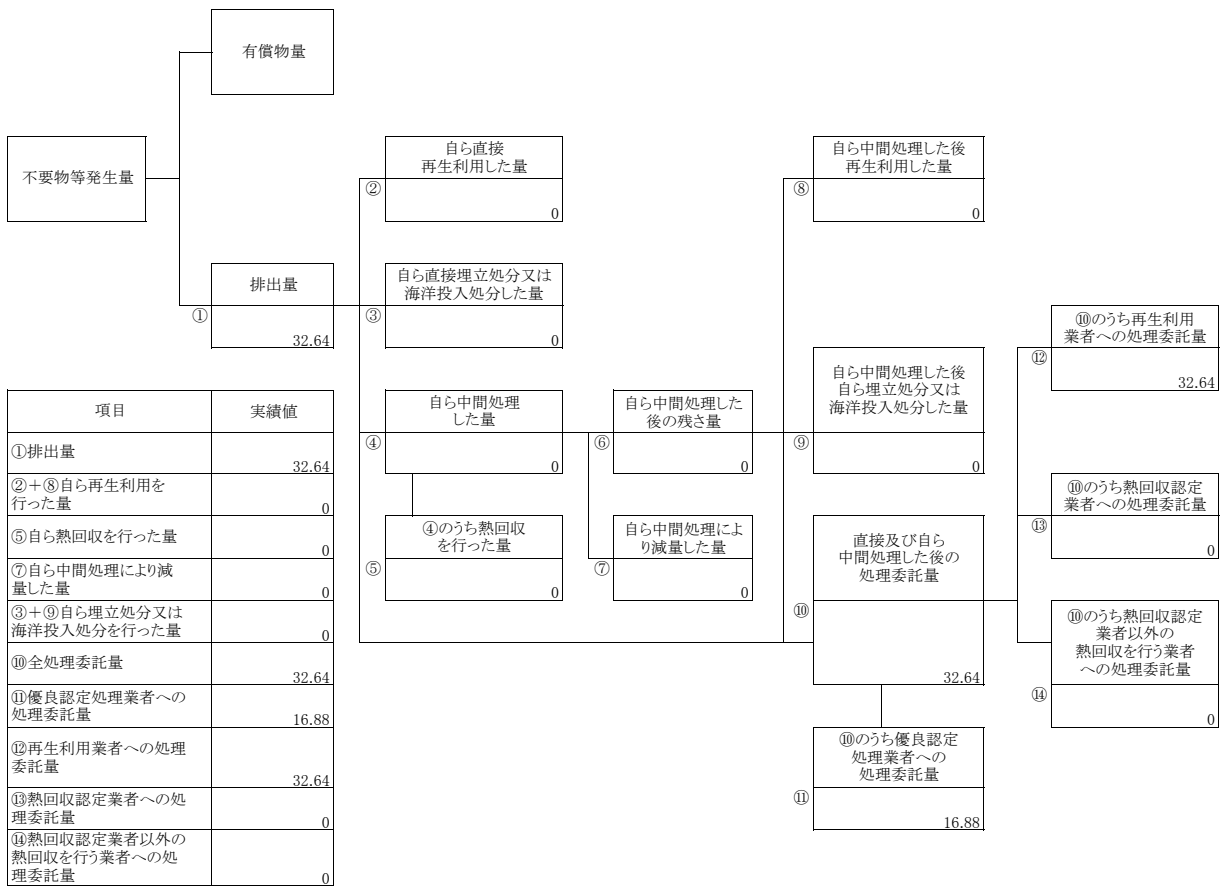 有償物量
不要物等発生量
排出量
①
32.64
自ら直接
再生利用した量
②
0
自ら直接埋立処分又は
海洋投入処分した量
③
0
自ら中間処理
した量
④
0
④のうち熱回収
を行った量
⑤
0
自ら中間処理した
後の残さ量
⑥
0
自ら中間処理によ
り減量した量
⑦
0
自ら中間処理した後
再生利用した量
⑧
0
自ら中間処理した後
自ら埋立処分又は
海洋投入処分した量
⑨
0
直接及び自ら
中間処理した後の
処理委託量
⑩
32.64
⑩のうち優良認定
処理業者への
処理委託量
⑪
16.88
⑩のうち再生利用
業者への処理委託量
⑫
32.64
⑩のうち熱回収認定
業者への処理委託量
⑬
0
⑩のうち熱回収認定
業者以外の
熱回収を行う業者
への処理委託量
⑭
0
項目 実績値
①排出量
32.64
②＋⑧自ら再生利用を
行った量
0
⑤自ら熱回収を行った量
0
⑦自ら中間処理により減
量した量
0
③＋⑨自ら埋立処分又は
海洋投入処分を行った量
0
⑩全処理委託量
32.64
⑪優良認定処理業者への
処理委託量
16.88
⑫再生利用業者への処理
委託量
32.64
⑬熱回収認定業者への処
理委託量
0
⑭熱回収認定業者以外の
熱回収を行う業者への処
理委託量
0